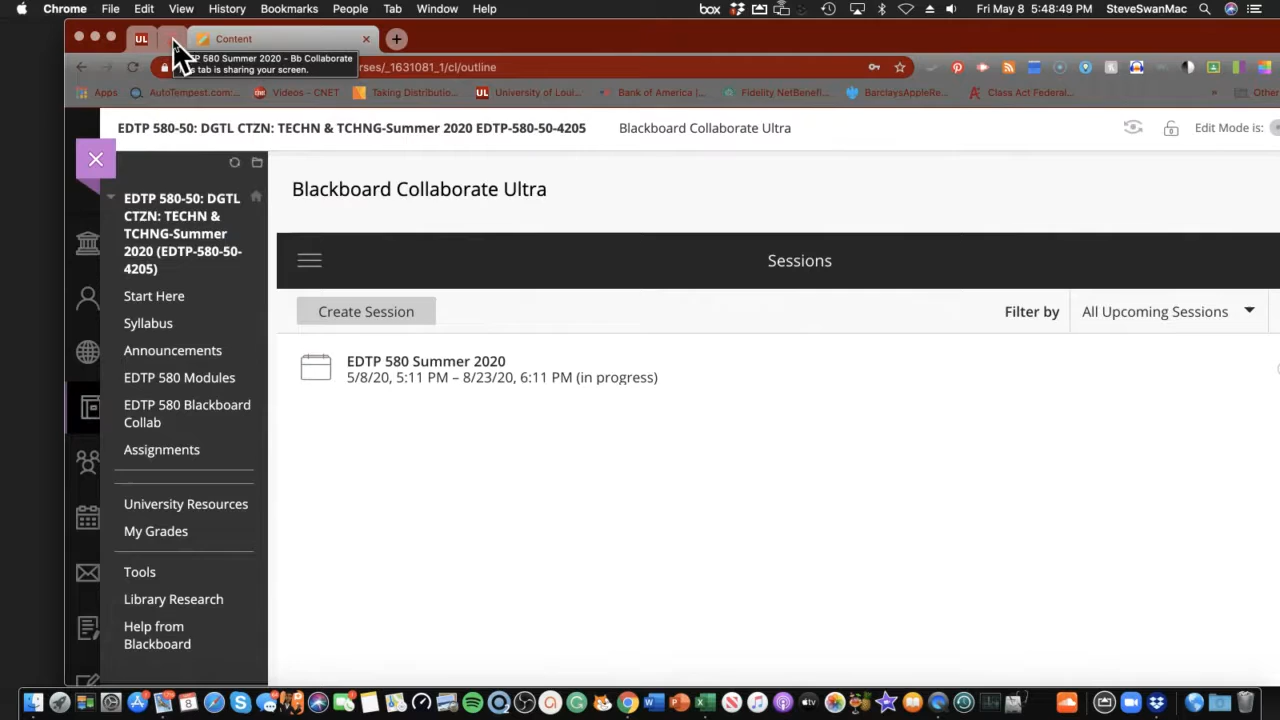 Chrome File Edit View History Bookmarks People Tab Window Help box Fri May 8 5:48:49 PM SteveSwanMac
UL Content
580 Summer 2020 - Bb Collaborate
tab is sharing your screen.
rses/_1631081_1/cl/outline
Apps AutoTempest.com:... Videos – CNET Taking Distributio... UL University of Loui... Bank of America |... Fidelity NetBenefi... BarclaysAppleRe... Class Act Federal... » Other
EDTP 580-50: DGTL CTZN: TECHN & TCHNG-Summer 2020 EDTP-580-50-4205 Blackboard Collaborate Ultra Edit Mode is:
EDTP 580-50: DGTL
CTZN: TECHN &
TCHNG-Summer
2020 (EDTP-580-50-
4205)
Start Here
Syllabus
Announcements
EDTP 580 Modules
EDTP 580 Blackboard
Collab
Assignments
University Resources
My Grades
Tools
Library Research
Help from
Blackboard
Blackboard Collaborate Ultra
Sessions
Create Session Filter by All Upcoming Sessions
EDTP 580 Summer 2020
5/8/20, 5:11 PM – 8/23/20, 6:11 PM (in progress)